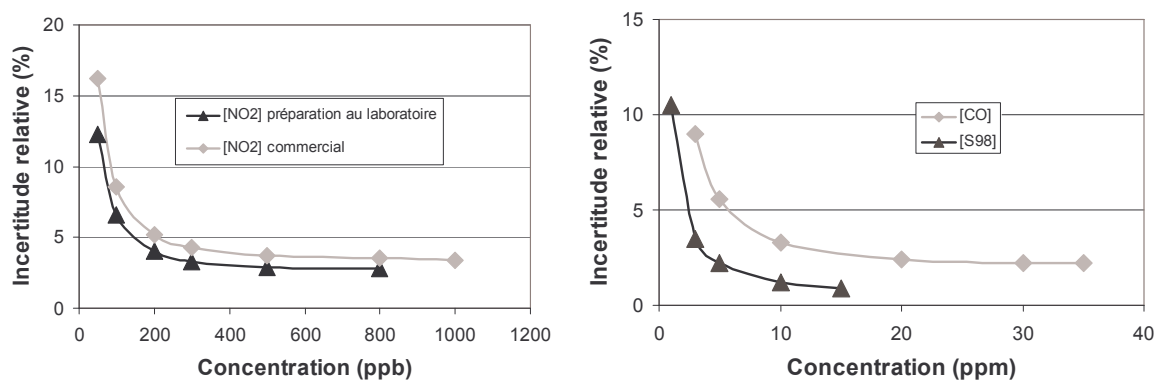 Incertitude relative (%)
20
15
10
5
0
[NO2] préparation au laboratoire
[NO2] commercial
0 200 400 600 800 1000 1200
Concentration (ppb)
Incertitude relative (%)
15
10
5
0
[CO]
[S98]
0 10 20 30 40
Concentration (ppm)